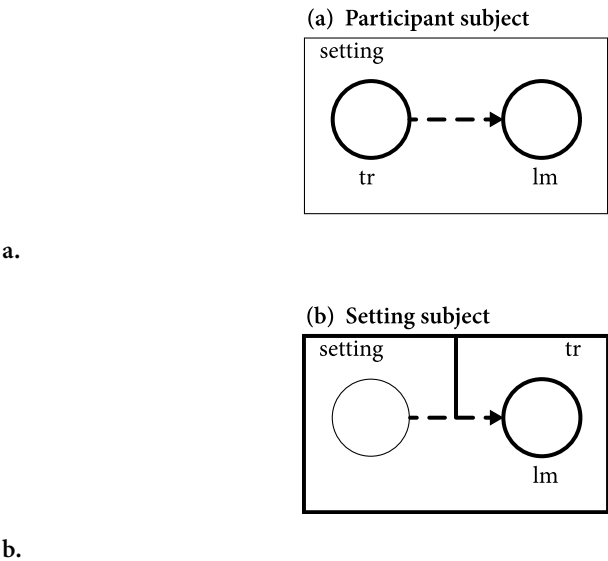 (a) Participant subject
setting
tr
lm
a.
(b) Setting subject
setting
tr
lm
b.